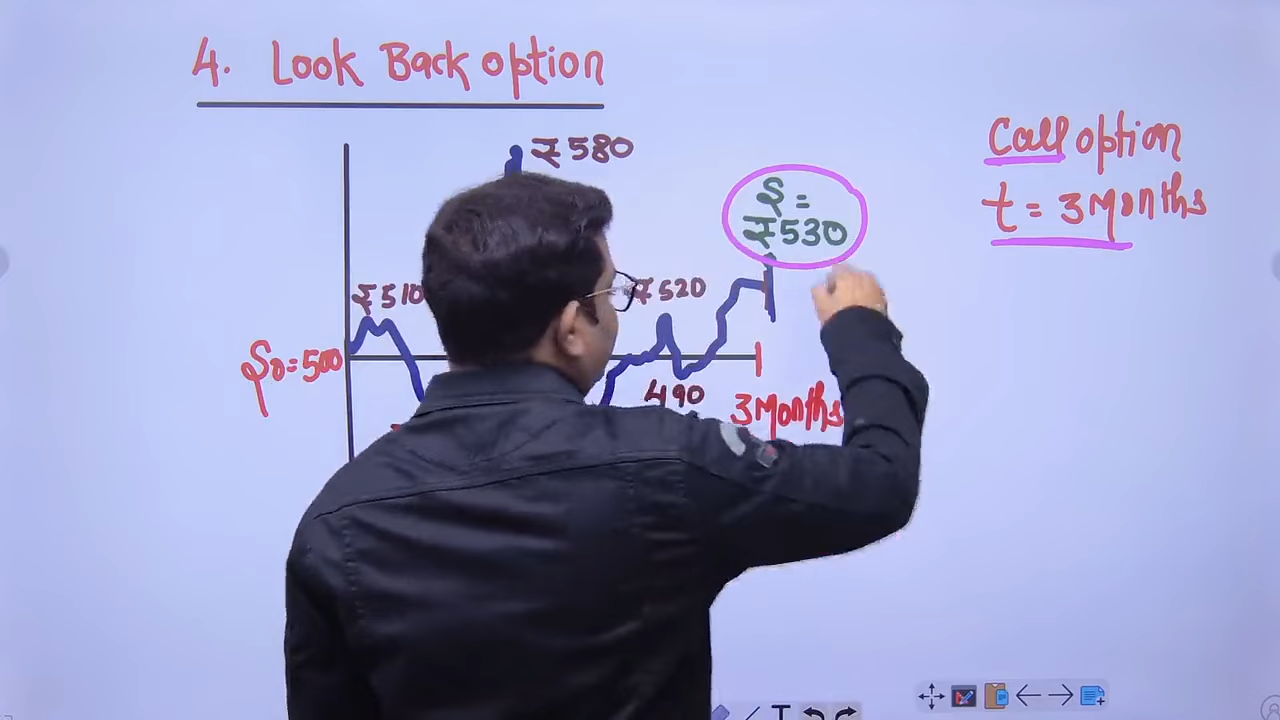 4. Look Back option
₹580
Call option
t = 3 Months
S =
₹530
₹510
₹520
S0 = 500
490
3 Months